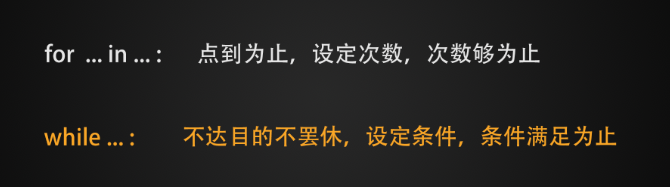 for ... in ... :　点到为止，设定次数，次数够为止
while ... :　不达目的不罢休，设定条件，条件满足为止